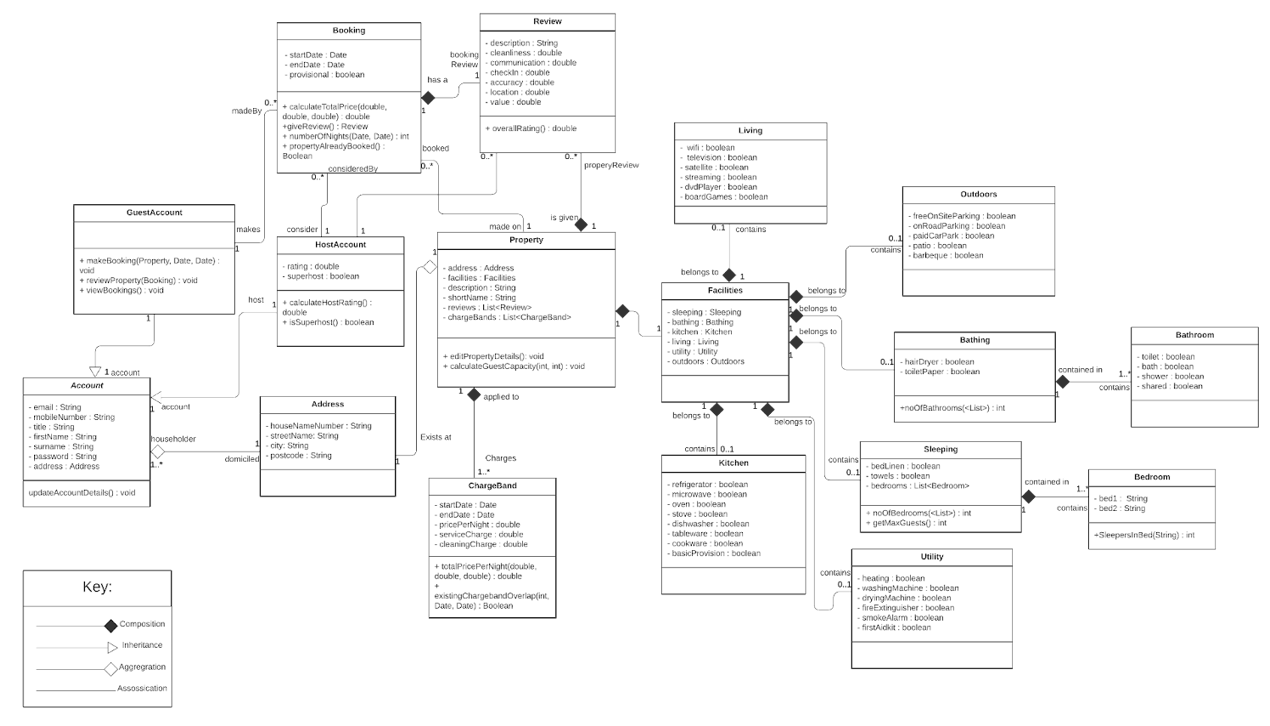 Booking
- startDate : Date
- endDate : Date
- provisional : boolean
+ calculateTotalPrice(double,
double, double) : double
+giveReview() : Review
+ numberOfNights(Date, Date) : int
+ propertyAlreadyBooked() :
Boolean
Review
- description : String
- cleanliness : double
- communication : double
- checkIn : double
- accuracy : double
- location : double
- value : double
+ overallRating() : double
booking
Review
1
has a
1
0..*
madeBy
makes
1
booked
0..*
made on
1
consideredBy
0..*
consider
1
0..*
1
0..*
properyReview
is given
1
GuestAccount
+ makeBooking(Property, Date, Date) :
void
+ reviewProperty(Booking) : void
+ viewBookings() : void
1
1 account
HostAccount
- rating : double
- superhost : boolean
+ calculateHostRating() :
double
+ isSuperhost() : boolean
host
1
account
1
Property
- address : Address
- facilities : Facilities
- description : String
- shortName : String
- reviews : List<Review>
- chargeBands : List<ChargeBand>
+ editPropertyDetails(): void
+ calculateGuestCapacity(int, int) : void
1
1
1
Account
- email : String
- mobileNumber : String
- title : String
- firstName : String
- surname : String
- password : String
- address : Address
updateAccountDetails() : void
householder
1..*
domiciled
1
Address
- houseNameNumber : String
- streetName: String
- city: String
- postcode : String
1
Exists at
1
applied to
Charges
1..*
ChargeBand
- startDate : Date
- endDate : Date
- pricePerNight : double
- serviceCharge : double
- cleaningCharge : double
+ totalPricePerNight(double,
double, double) : double
+
existingChargebandOverlap(int,
Date, Date) : Boolean
Living
- wifi : boolean
- television : boolean
- satellite : boolean
- streaming : boolean
- dvdPlayer : boolean
- boardGames : boolean
0..1
contains
belongs to
1
Facilities
- sleeping : Sleeping
- bathing : Bathing
- kitchen : Kitchen
- living : Living
- utility : Utility
- outdoors : Outdoors
belongs to
belongs to
1
belongs to
1
1
1
belongs to
1
belongs to
contains
0..1
Outdoors
- freeOnSiteParking : boolean
- onRoadParking : boolean
- paidCarPark : boolean
- patio : boolean
- barbeque : boolean
0..1
contains
Bathing
- hairDryer : boolean
- toiletPaper : boolean
+noOfBathrooms(<List>) : int
0..1
contained in
1
1..*
contains
Bathroom
- toilet : boolean
- bath : boolean
- shower : boolean
- shared : boolean
Kitchen
- refrigerator : boolean
- microwave : boolean
- oven : boolean
- stove : boolean
- dishwasher : boolean
- tableware : boolean
- cookware : boolean
- basicProvision : boolean
Sleeping
- bedLinen : boolean
- towels : boolean
- bedrooms : List<Bedroom>
+ noOfBedrooms(<List>) : int
+ getMaxGuests() : int
contains
0..1
contained in
1
1..*
contains
Bedroom
- bed1 : String
- bed2 : String
+SleepersInBed(String) : int
Utility
- heating : boolean
- washingMachine : boolean
- dryingMachine : boolean
- fireExtinguisher : boolean
- smokeAlarm : boolean
- firstAidkit : boolean
contains
0..1
Key:
Composition
Inheritance
Aggregration
Assossication